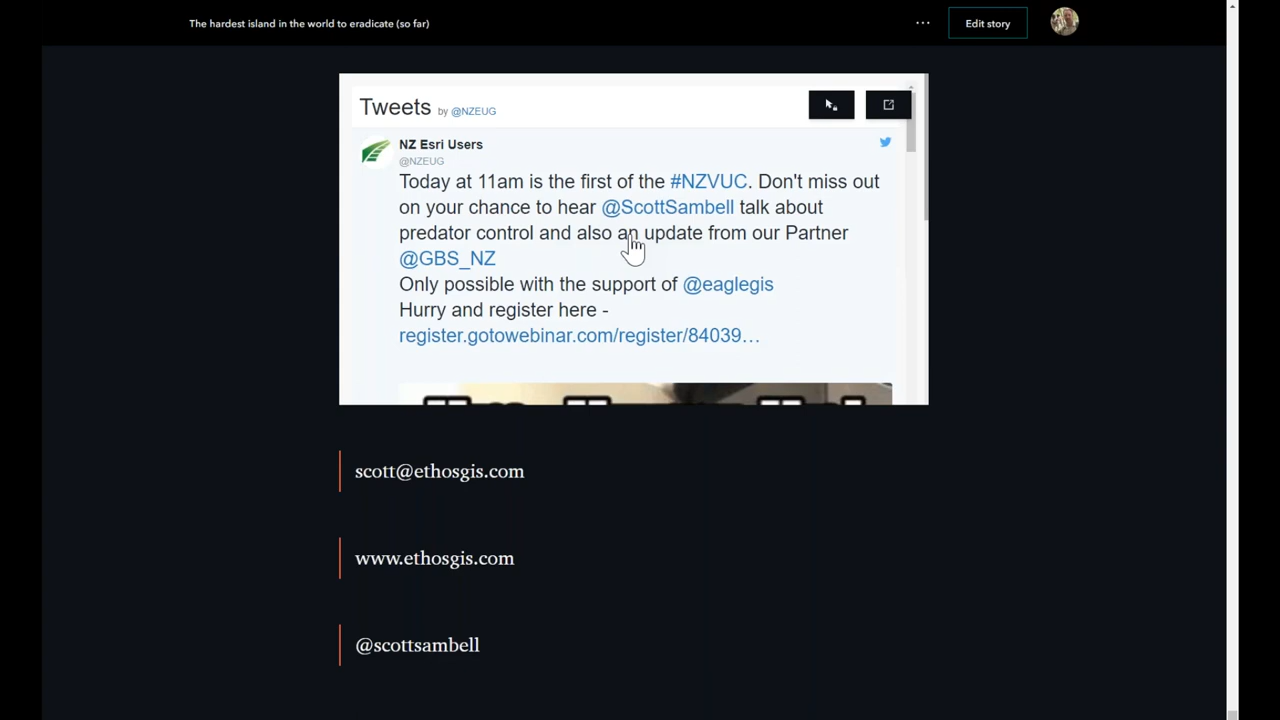 The hardest island in the world to eradicate (so far)
Edit story
Tweets by @NZEUG
NZ Esri Users
@NZEUG
Today at 11am is the first of the #NZVUC. Don't miss out
on your chance to hear @ScottSambell talk about
predator control and also an update from our Partner
@GBS_NZ
Only possible with the support of @eaglegis
Hurry and register here -
register.gotowebinar.com/register/84039…
scott@ethosgis.com
www.ethosgis.com
@scottsambell